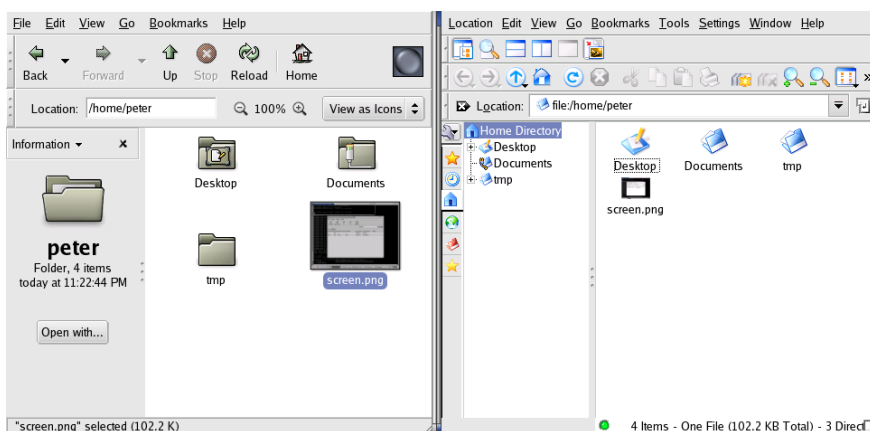 File Edit View Go Bookmarks Help
Back Forward Up Stop Reload Home
Location: /home/peter 100% View as Icons
Information
peter
Folder, 4 items
today at 11:22:44 PM
Open with...
Desktop Documents
tmp screen.png
"screen.png" selected (102.2 K)
Location Edit View Go Bookmarks Tools Settings Window Help
Location: file:/home/peter
Home Directory
Desktop
Documents
tmp
Desktop Documents tmp
screen.png
4 Items - One File (102.2 KB Total) - 3 Direct